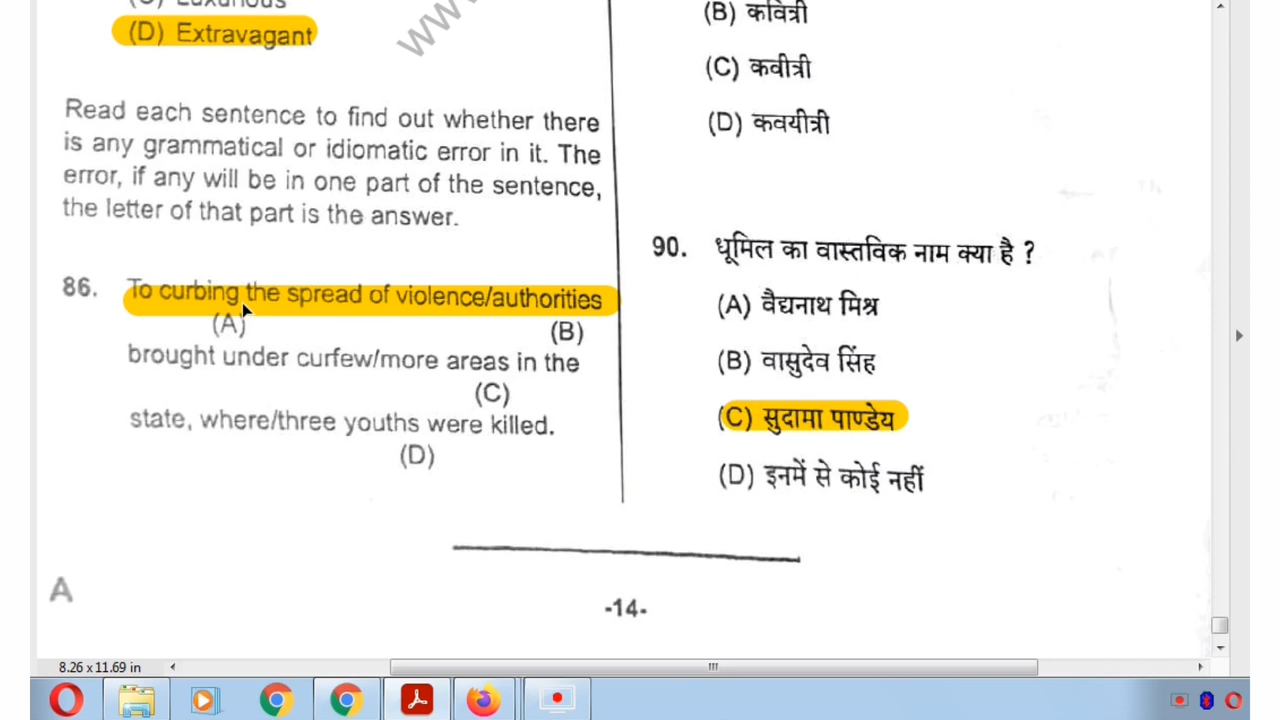 (C) Luxurious
(D) Extravagant
www.
Read each sentence to find out whether there
is any grammatical or idiomatic error in it. The
error, if any will be in one part of the sentence,
the letter of that part is the answer.
86. To curbing the spread of violence/authorities
(A) (B)
brought under curfew/more areas in the
(C)
state, where/three youths were killed.
(D)
(B) कवित्री
(C) कवीत्री
(D) कवयीत्री
90. धूमिल का वास्तविक नाम क्या है ?
(A) वैद्यनाथ मिश्र
(B) वासुदेव सिंह
(C) सुदामा पाण्डेय
(D) इनमें से कोई नहीं
A
-14-
8.26 x 11.69 in